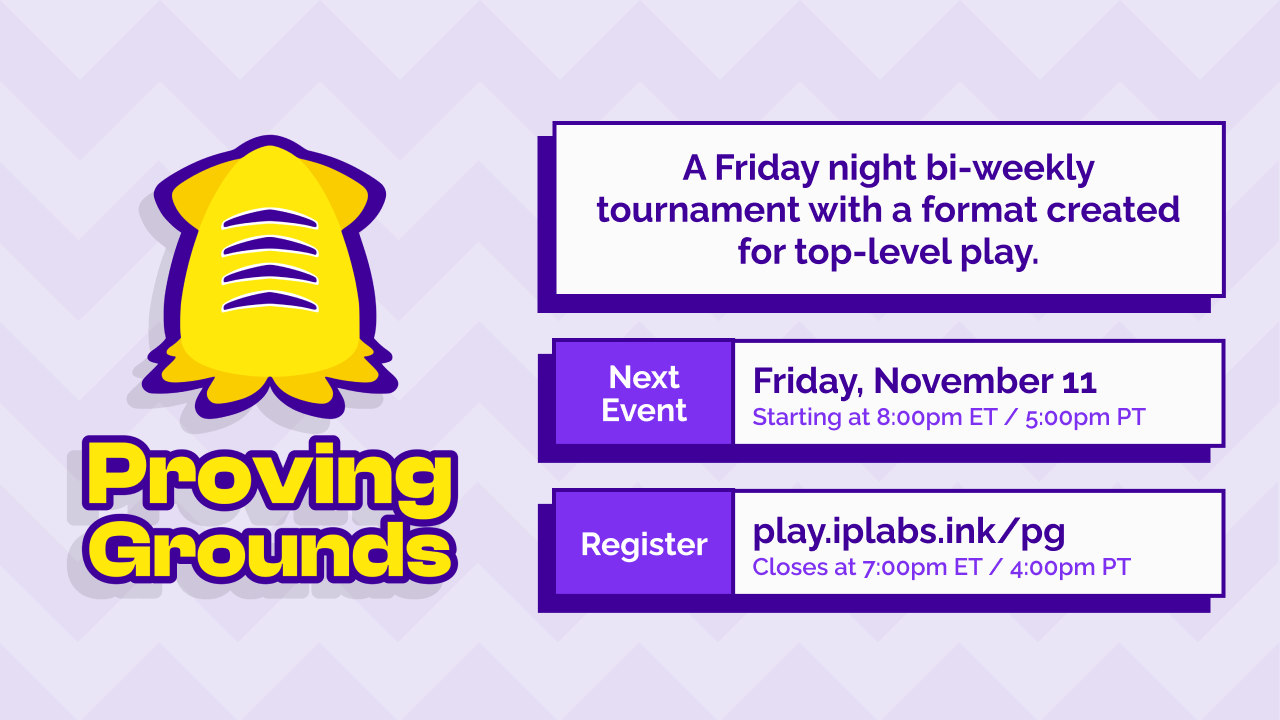 Proving
Grounds
A Friday night bi-weekly
tournament with a format created
for top-level play.
Next
Event
Friday, November 11
Starting at 8:00pm ET / 5:00pm PT
Register
play.iplabs.ink/pg
Closes at 7:00pm ET / 4:00pm PT